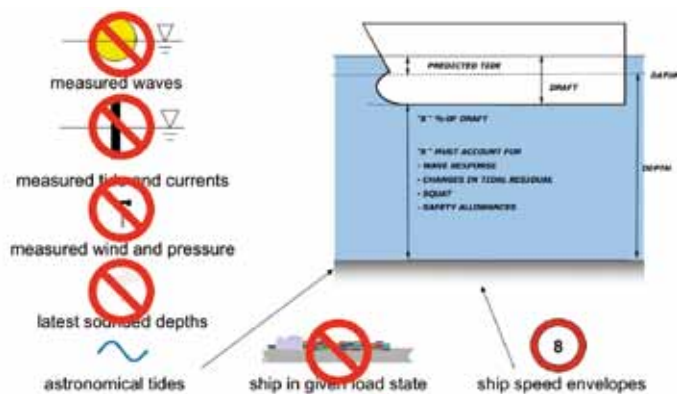 measured waves
measured tide and currents
measured wind and pressure
latest sounded depths
astronomical tides
PREDICTED TIDE
DRAFT
DATUM
"X" % OF DRAFT
"X" MUST ACCOUNT FOR
- WAVE RESPONSE
- CHANGES IN TIDAL RESIDUAL
- SQUAT
- SAFETY ALLOWANCES
DEPTH
ship in given load state
8
ship speed envelopes